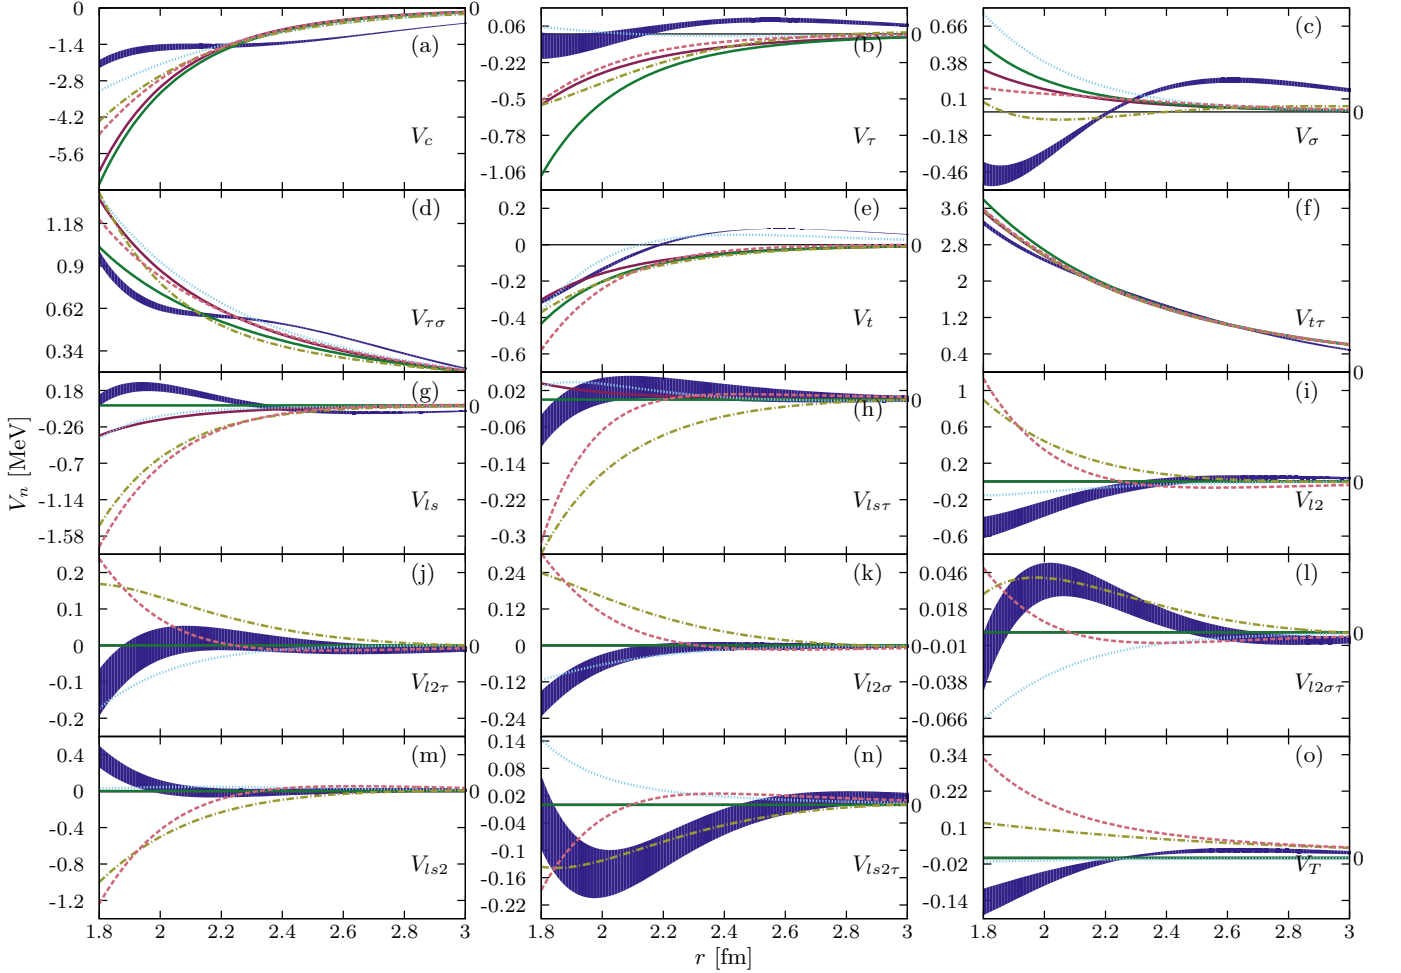 0 -1.4 -2.8 -4.2 -5.6 (a) V_c 0
0.06 -0.22 -0.5 -0.78 -1.06 (b) V_τ 0
0.66 0.38 0.1 -0.18 -0.46 (c) V_σ 0
1.18 0.9 0.62 0.34 (d) V_τσ
0.2 0 -0.2 -0.4 -0.6 (e) V_t 0
3.6 2.8 2 1.2 0.4 (f) V_tτ 0
0.18 -0.26 -0.7 -1.14 -1.58 (g) V_ls 0
0.02 -0.06 -0.14 -0.22 -0.3 (h) V_lsτ 0
1 0.6 0.2 -0.2 -0.6 (i) V_l2 0
V_n [MeV]
0.2 0.1 0 -0.1 -0.2 (j) V_l2τ 0
0.24 0.12 0 -0.12 -0.24 (k) V_l2σ 0
0.046 0.018 -0.01 -0.038 -0.066 (l) V_l2στ 0
0.4 0 -0.4 -0.8 -1.2 (m) V_ls2 0
0.14 0.08 0.02 -0.04 -0.1 -0.16 -0.22 (n) V_ls2τ 0
0.34 0.22 0.1 -0.02 -0.14 (o) V_T 0
1.8 2 2.2 2.4 2.6 2.8 3 1.8 2 2.2 2.4 2.6 2.8 3 1.8 2 2.2 2.4 2.6 2.8 3
r [fm]